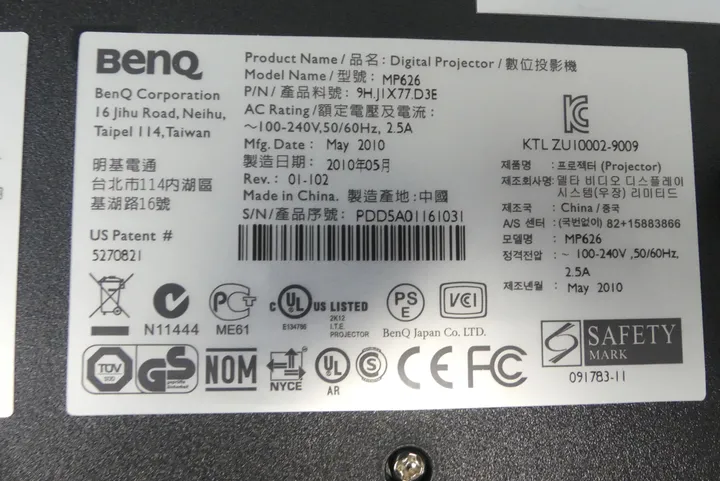 BenQ
BenQ Corporation
16 Jihu Road, Neihu,
Taipei 114, Taiwan
明基電通
台北市114內湖區
基湖路16號
US Patent #
5270821
Product Name / 品名: Digital Projector / 數位投影機
Model Name / 型號: MP626
P/N / 產品料號: 9H.J1X77.D3E
AC Rating / 額定電壓及電流:
~100-240V,50/60Hz, 2.5A
Mfg. Date: May 2010
製造日期: 2010年05月
Rev.: 01-102
Made in China. 製造產地:中國
S/N/產品序號: PDD5A01161031
KTL ZU10002-9009
제품명: 프로젝터 (Projector)
제조회사명: 델타 비디오 디스플레이
시스템(우장) 리미티드
제조국 : China / 중국
A/S 센터 : (국번없이) 82+15883866
모델명 : MP626
정격전압 : ~ 100-240V ,50/60Hz,
2.5A
제조년월 : May 2010
N11444
ME61
c UL US LISTED
E134790
2K12
I.T.E.
PROJECTOR
PS
E
BenQ Japan Co. LTD.
VCI
TÜV
GS
geprüfte
Sicherheit
NOM
NYCE
UL
AR
S
CE
FC
SAFETY
MARK
091783-11